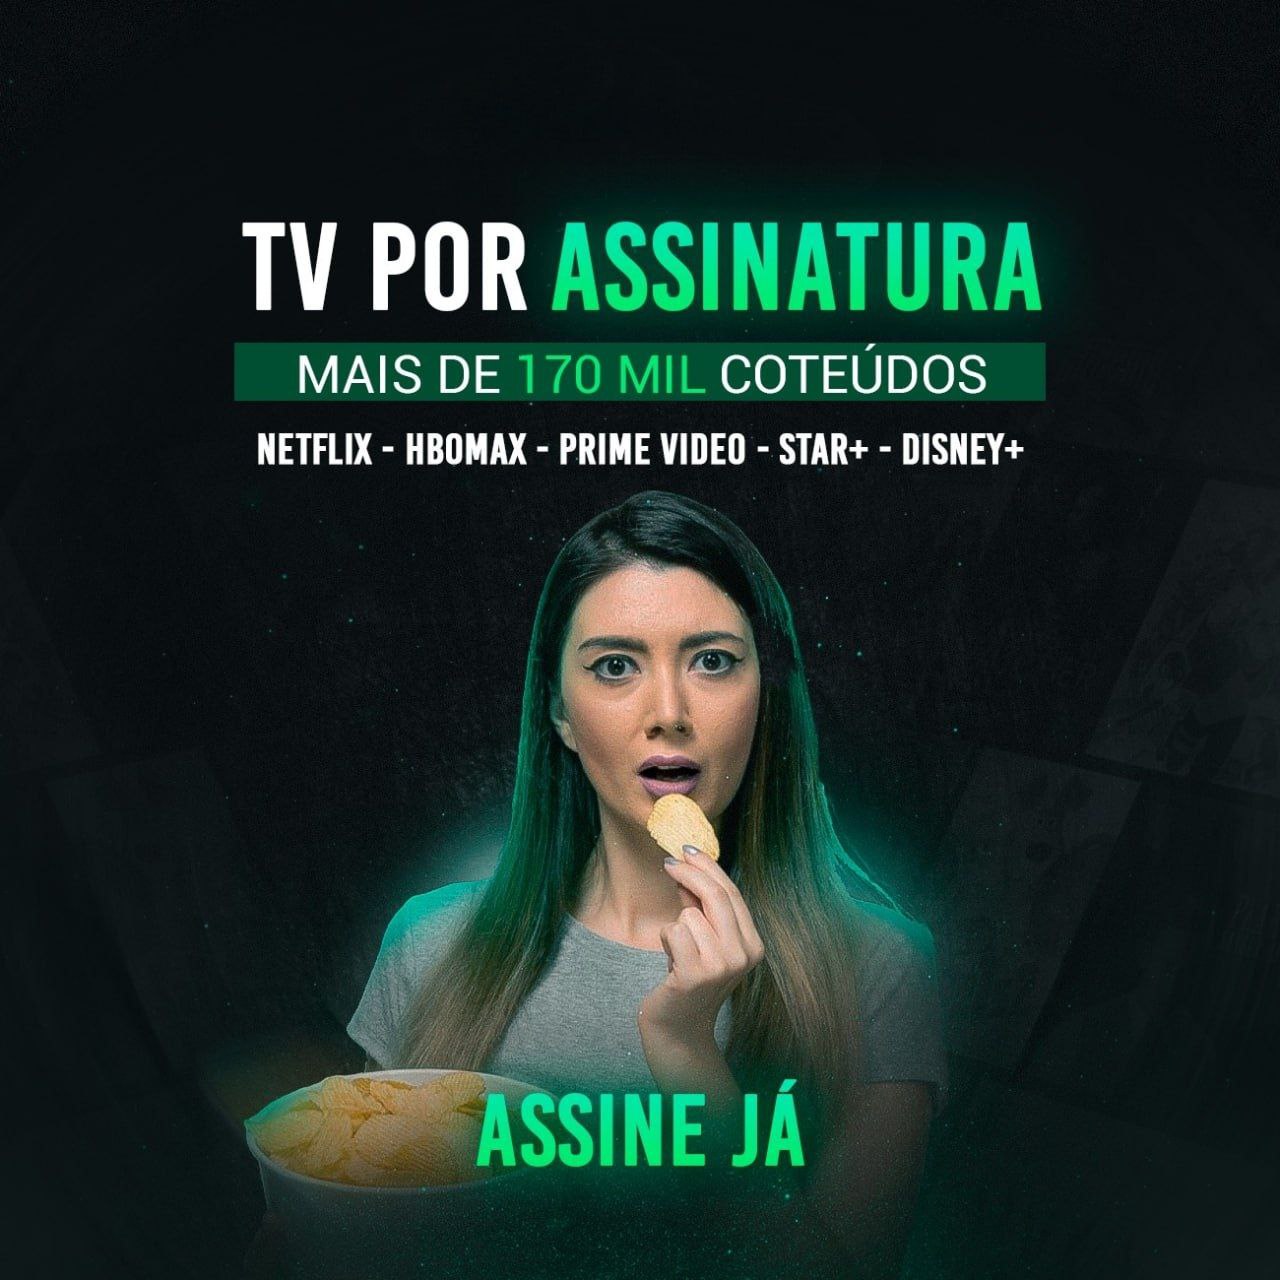 TV POR ASSINATURA
MAIS DE 170 MIL COTEÚDOS
NETFLIX - HBOMAX - PRIME VIDEO - STAR+ - DISNEY+
ASSINE JÁ